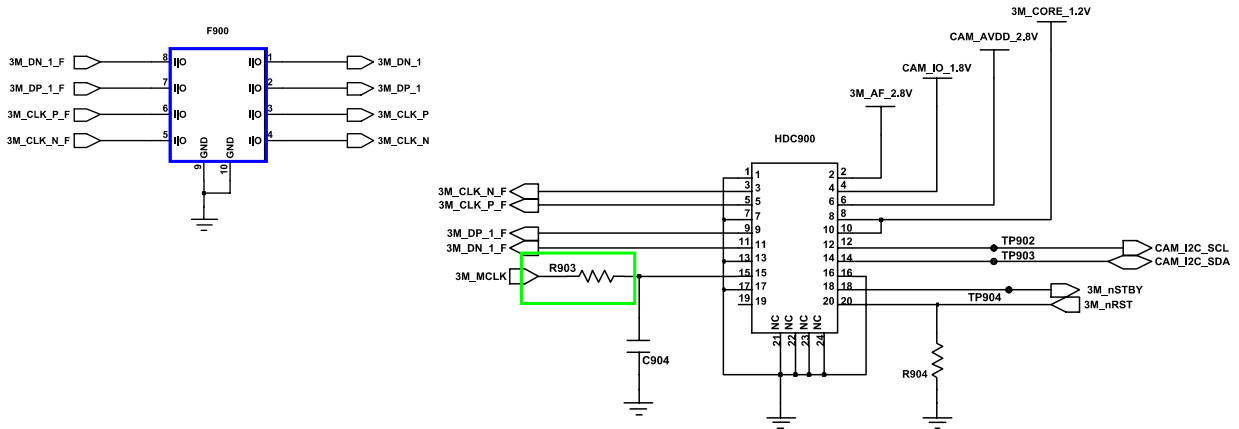 3M_CORE_1.2V
F900
CAM_AVDD_2.8V
3M_DN_1_F 8 I/O I/O 1 3M_DN_1
CAM_IO_1.8V
3M_DP_1_F 7 I/O I/O 2 3M_DP_1
3M_AF_2.8V
3M_CLK_P_F 6 I/O I/O 3 3M_CLK_P
3M_CLK_N_F 5 I/O I/O 4 3M_CLK_N
GND GND
9 10
HDC900
1 1 2 2
3M_CLK_N_F 3 3 4 4
3M_CLK_P_F 5 5 6 6
7 7 8 8
3M_DP_1_F 9 9 10 10
3M_DN_1_F 11 11 12 12 TP902 CAM_I2C_SCL
13 13 14 14 TP903 CAM_I2C_SDA
3M_MCLK R903 15 15 16 16
17 17 18 18 3M_nSTBY
19 19 20 20 TP904 3M_nRST
NC NC NC NC
21 22 23 24
C904
R904